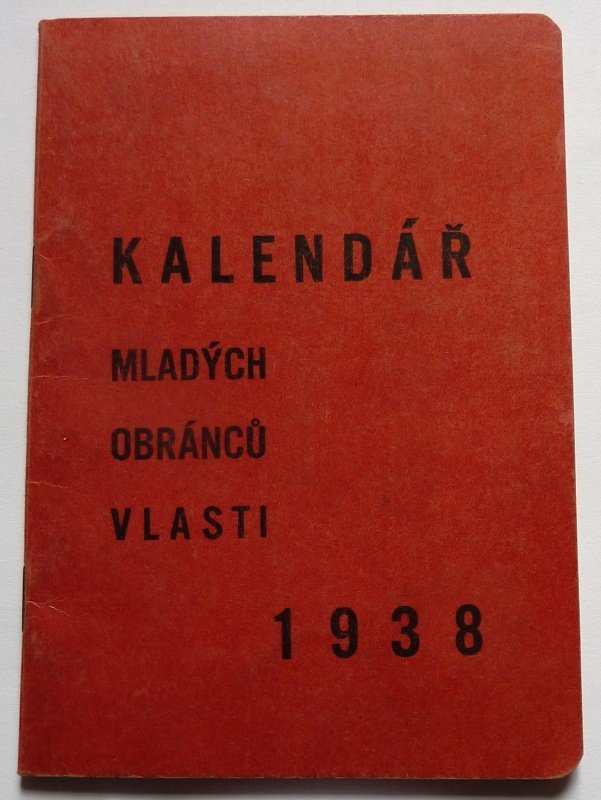 KALENDÁŘ
MLADÝCH
OBRÁNCŮ
VLASTI
1938